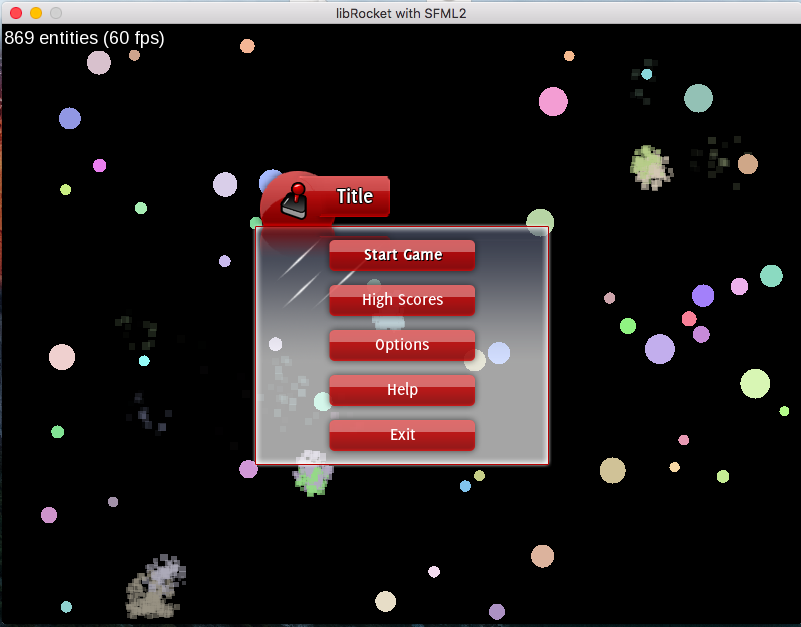 libRocket with SFML2
869 entities (60 fps)
Title
Start Game
High Scores
Options
Help
Exit